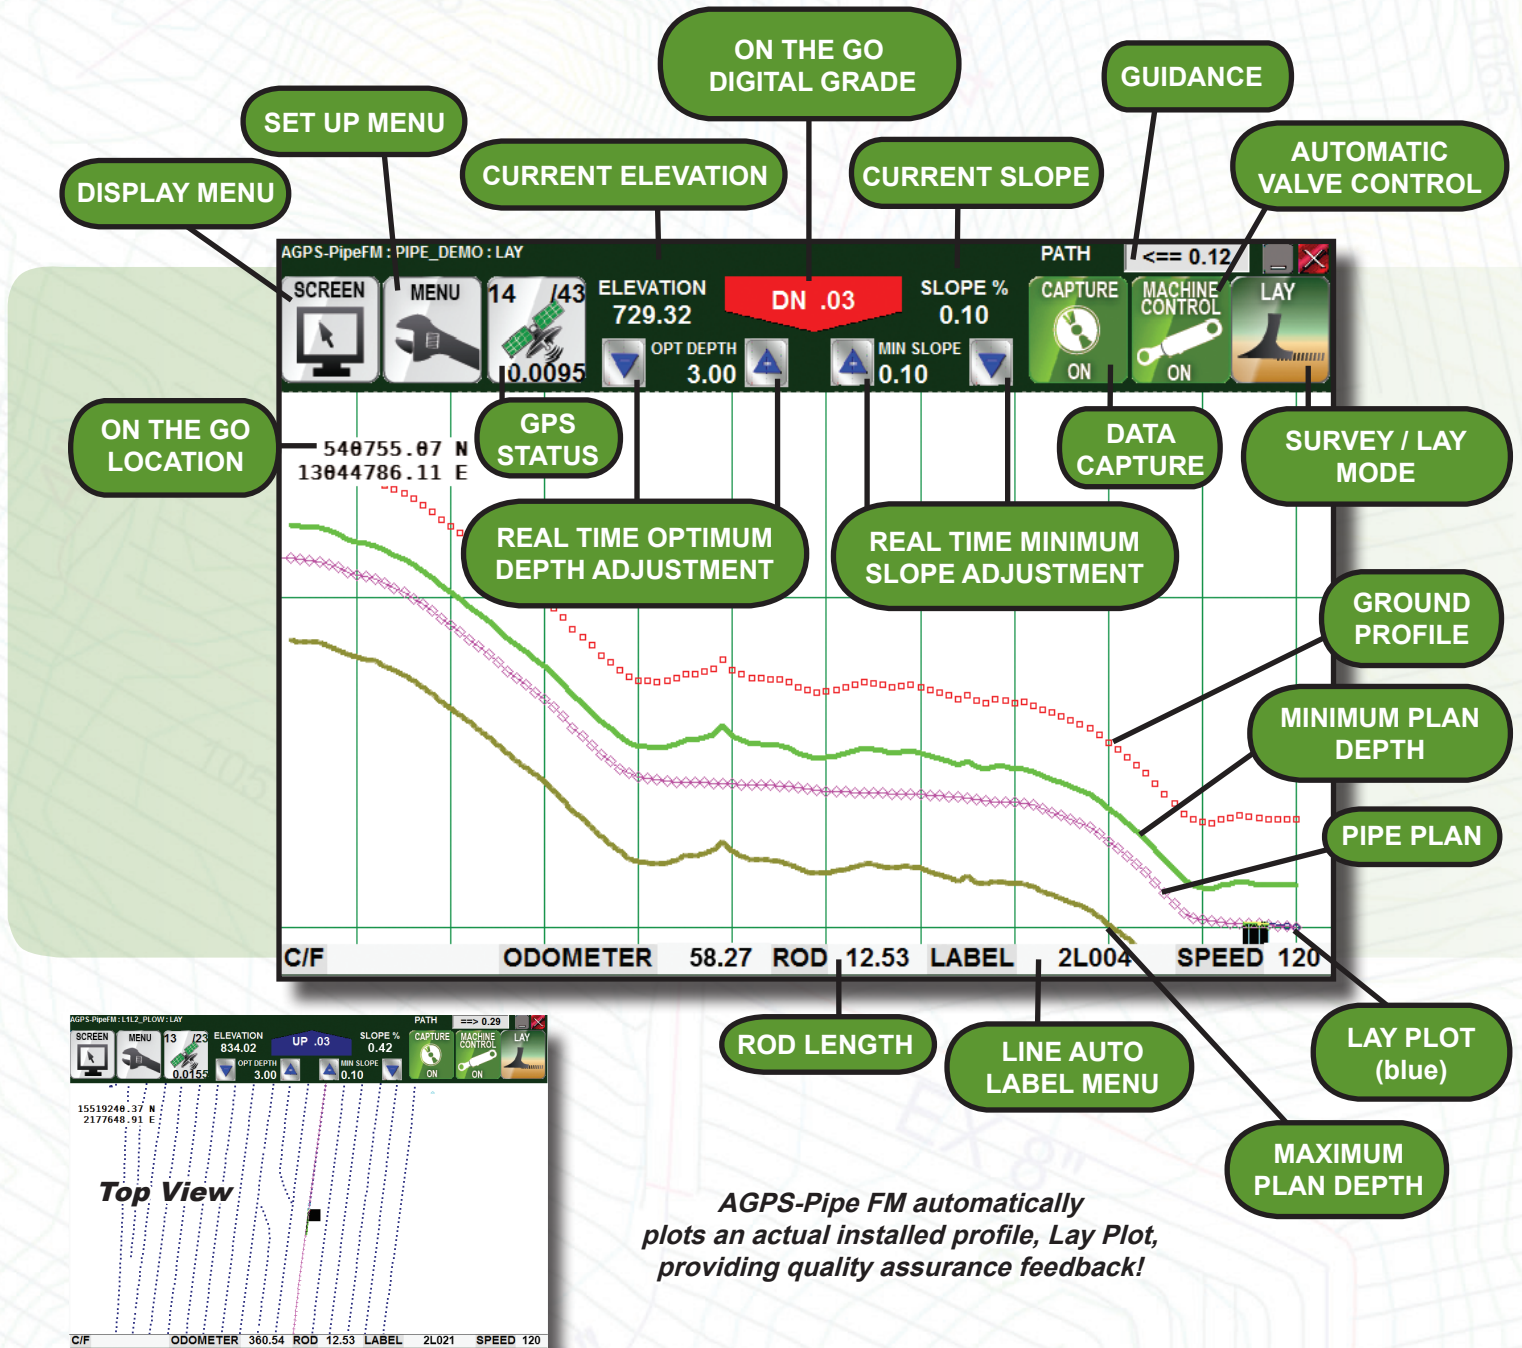 ON THE GO
DIGITAL GRADE
GUIDANCE
SET UP MENU
AUTOMATIC
VALVE CONTROL
CURRENT ELEVATION
CURRENT SLOPE
DISPLAY MENU
AGPS-PipeFM : PIPE_DEMO : LAY
PATH
<== 0.12
SCREEN
MENU
14 /43
0.0095
ELEVATION
729.32
DN .03
SLOPE %
0.10
OPT DEPTH
3.00
MIN SLOPE
0.10
CAPTURE
ON
MACHINE
CONTROL
ON
LAY
ON THE GO
LOCATION
540755.07 N
13044786.11 E
GPS
STATUS
DATA
CAPTURE
SURVEY / LAY
MODE
REAL TIME OPTIMUM
DEPTH ADJUSTMENT
REAL TIME MINIMUM
SLOPE ADJUSTMENT
GROUND
PROFILE
MINIMUM PLAN
DEPTH
PIPE PLAN
C/F ODOMETER 58.27 ROD 12.53 LABEL 2L004 SPEED 120
ROD LENGTH
LINE AUTO
LABEL MENU
LAY PLOT
(blue)
MAXIMUM
PLAN DEPTH
AGPS-PipeFM : L1L2_PLOW : LAY
PATH
==> 0.29
SCREEN
MENU
13 /23
0.0155
ELEVATION
834.02
UP .03
SLOPE %
0.42
OPT DEPTH
3.00
MIN SLOPE
0.10
CAPTURE
ON
MACHINE
CONTROL
ON
LAY
15519240.37 N
2177648.91 E
Top View
C/F ODOMETER 360.54 ROD 12.53 LABEL 2L021 SPEED 120
AGPS-Pipe FM automatically
plots an actual installed profile, Lay Plot,
providing quality assurance feedback!
EX 8"
1065